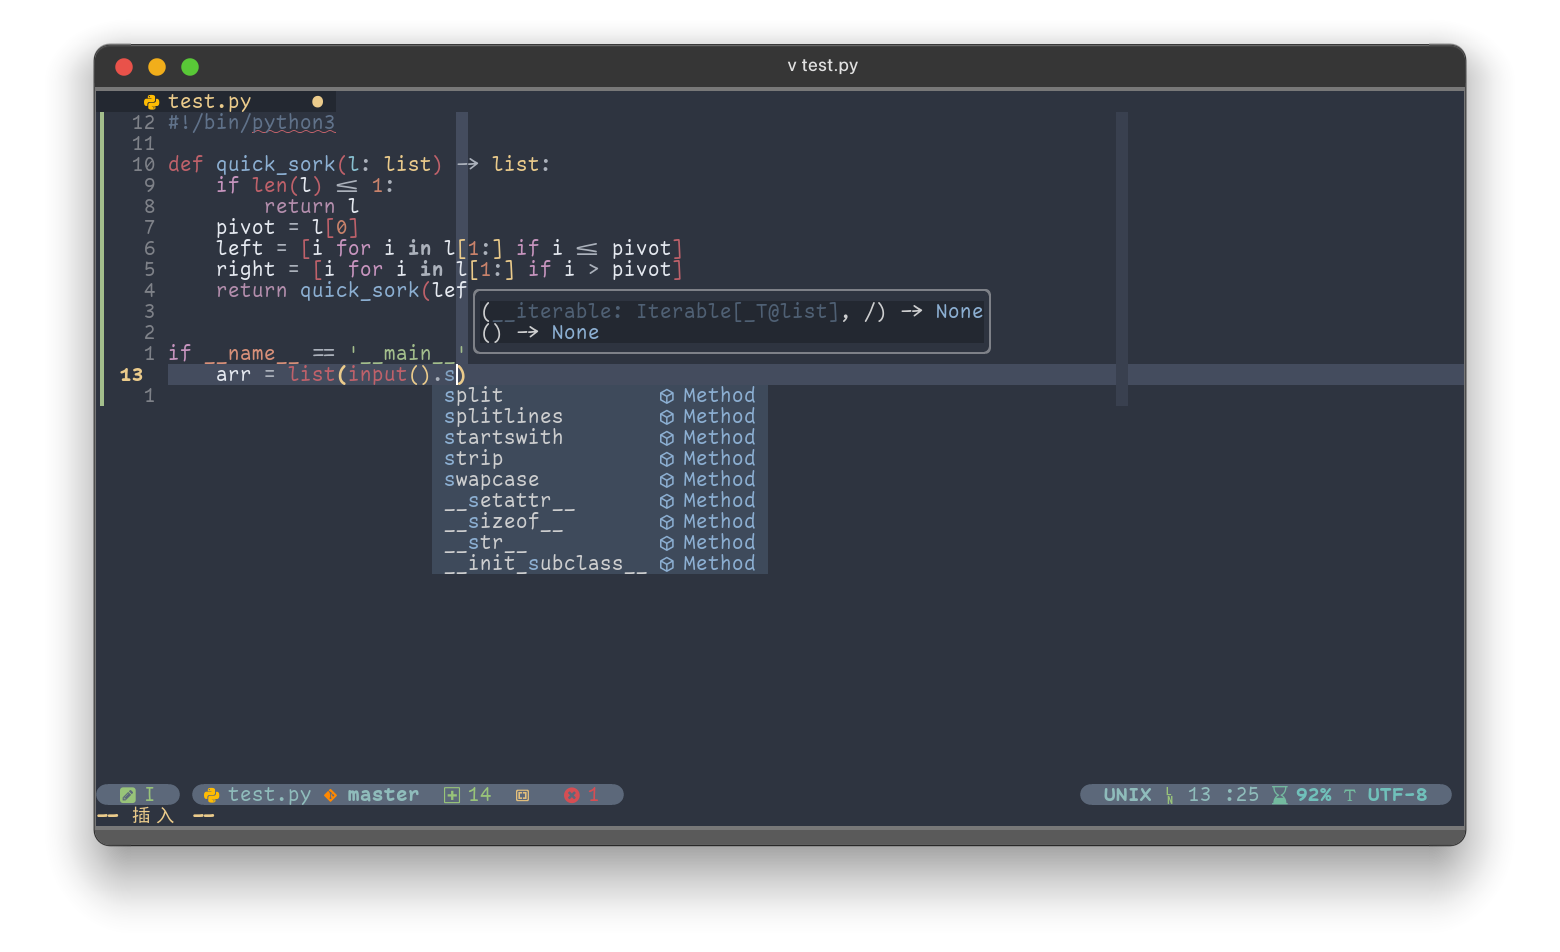 v test.py
test.py
12 #!/bin/python3
11
10 def quick_sork(l: list) -> list:
9 if len(l) <= 1:
8 return l
7 pivot = l[0]
6 left = [i for i in l[1:] if i <= pivot]
5 right = [i for i in l[1:] if i > pivot]
4 return quick_sork(lef
3 (__iterable: Iterable[_T@list], /) -> None
2 () -> None
1 if __name__ == '__main__'
13 arr = list(input().s)
1 split Method
splitlines Method
startswith Method
strip Method
swapcase Method
__setattr__ Method
__sizeof__ Method
__str__ Method
__init_subclass__ Method
I test.py master 14 1 UNIX LN 13 :25 92% T UTF-8
-- 插入 --